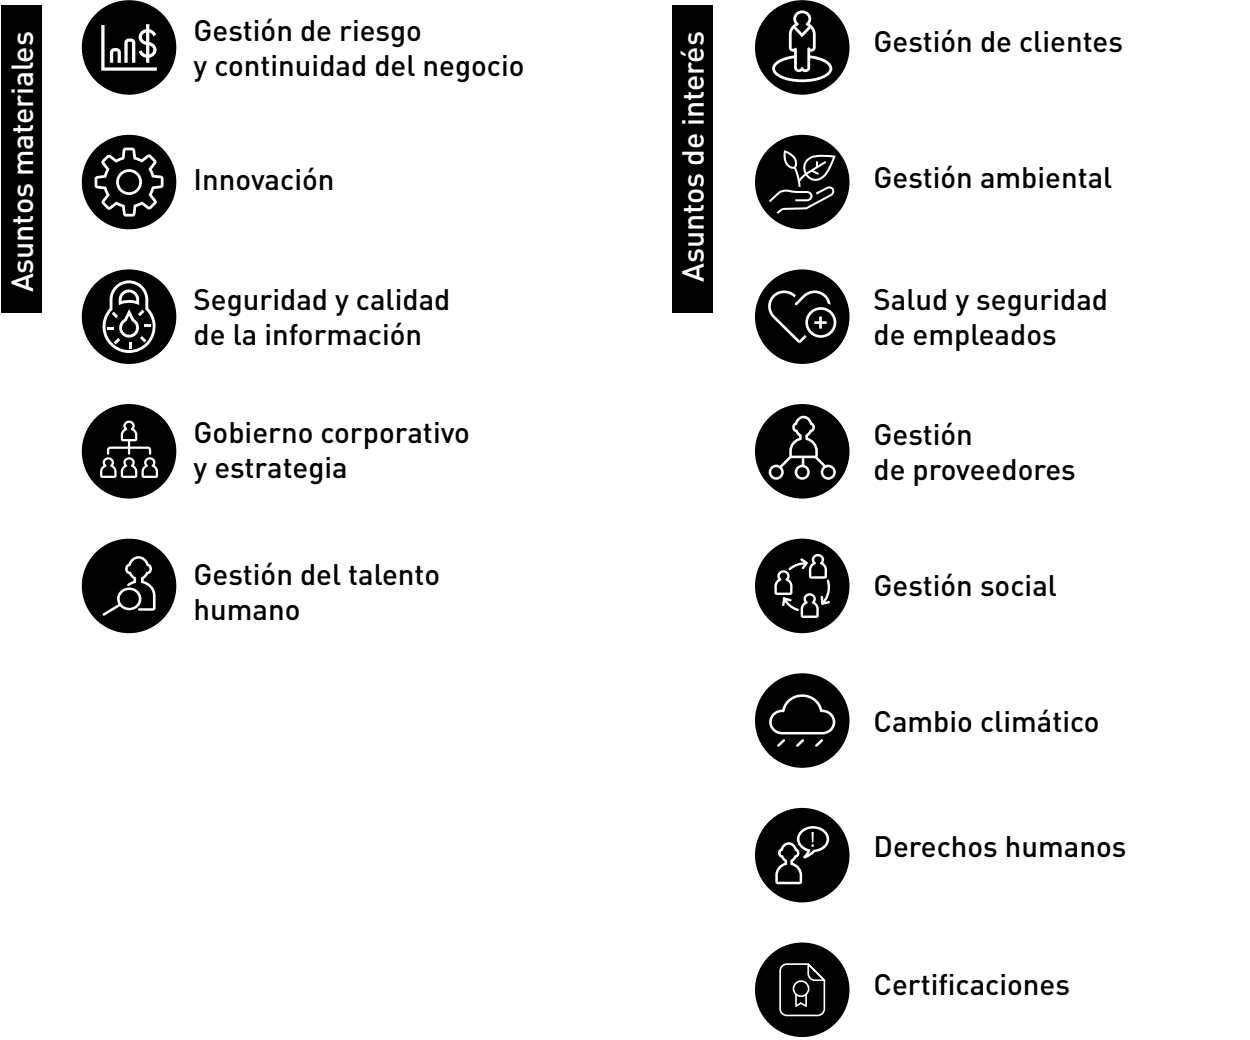 Asuntos materiales
Gestión de riesgo
y continuidad del negocio
Innovación
Seguridad y calidad
de la información
Gobierno corporativo
y estrategia
Gestión del talento
humano
Asuntos de interés
Gestión de clientes
Gestión ambiental
Salud y seguridad
de empleados
Gestión
de proveedores
Gestión social
Cambio climático
Derechos humanos
Certificaciones